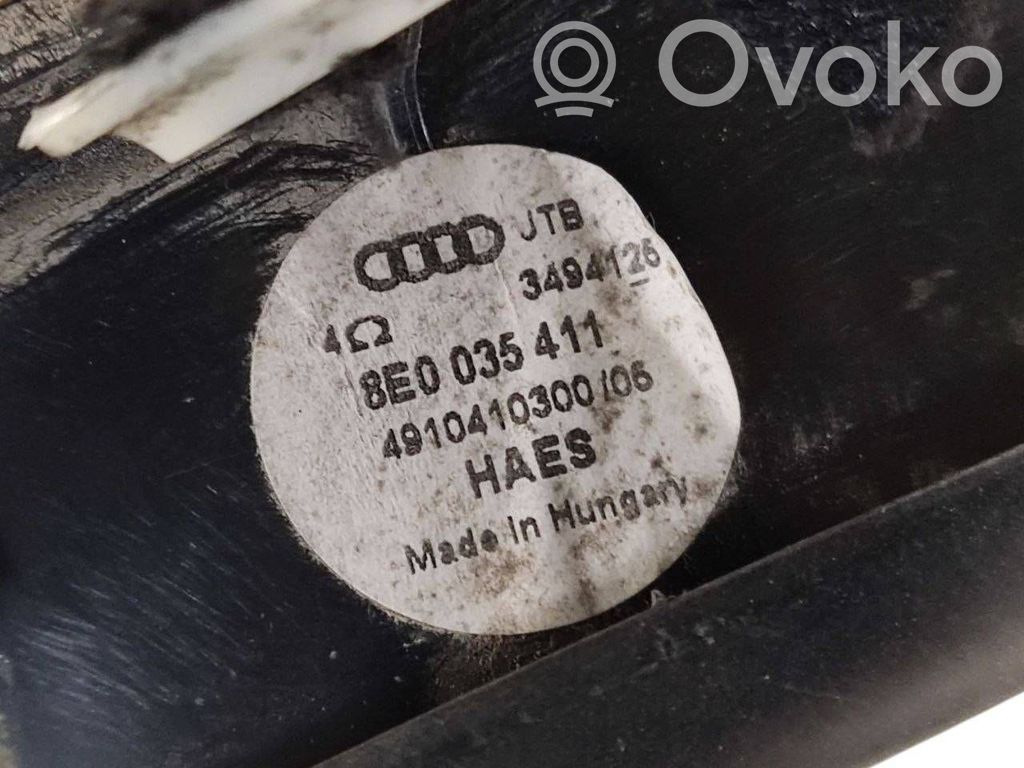 Ovoko
JTB
3494126
4Ω
8E0 035 411
4910410300/06
HAES
Made in Hungary